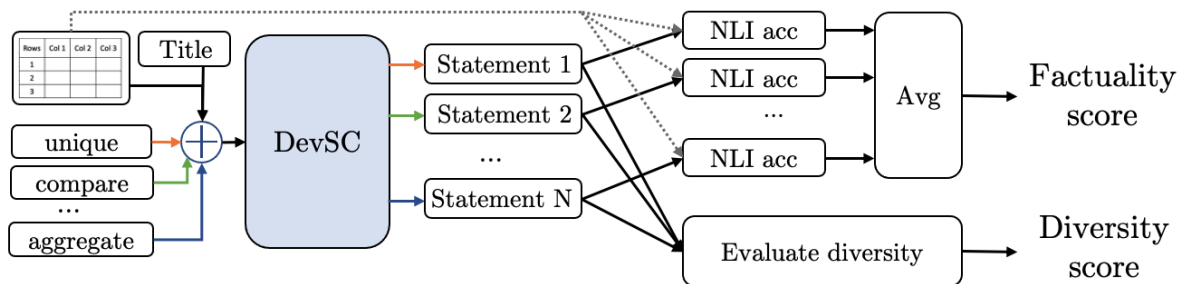 Rows Col 1 Col 2 Col 3
1
2
3
Title
unique
compare
...
aggregate
DevSC
Statement 1
Statement 2
...
Statement N
NLI acc
NLI acc
...
NLI acc
Avg
Evaluate diversity
Factuality
score
Diversity
score